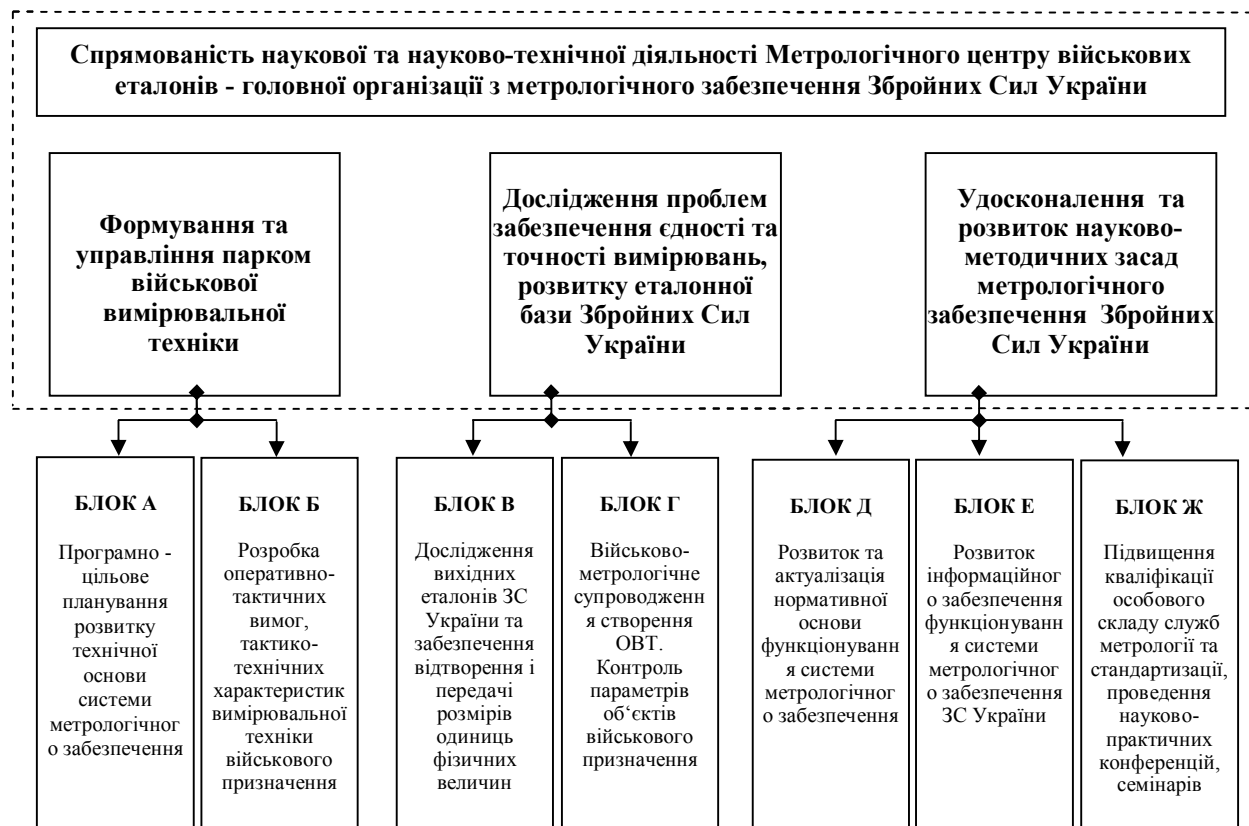 Спрямованість наукової та науково-технічної діяльності Метрологічного центру військових
еталонів - головної організації з метрологічного забезпечення Збройних Сил України
Формування та
управління парком
військової
вимірювальної
техніки
Дослідження проблем
забезпечення єдності та
точності вимірювань,
розвитку еталонної
бази Збройних Сил
України
Удосконалення та
розвиток науково-
методичних засад
метрологічного
забезпечення Збройних
Сил України
БЛОК А
Програмно -
цільове
планування
розвитку
технічної
основи
системи
метрологічног
о забезпечення
БЛОК Б
Розробка
оперативно-
тактичних
вимог,
тактико-
технічних
характеристик
вимірювальної
техніки
військового
призначення
БЛОК В
Дослідження
вихідних
еталонів ЗС
України та
забезпечення
відтворення і
передачі
розмірів
одиниць
фізичних
величин
БЛОК Г
Військово-
метрологічне
супроводженн
я створення
ОВТ.
Контроль
параметрів
об‘єктів
військового
призначення
БЛОК Д
Розвиток та
актуалізація
нормативної
основи
функціонуванн
я системи
метрологічног
о забезпечення
БЛОК Е
Розвиток
інформаційног
о забезпечення
функціонуванн
я системи
метрологічног
о забезпечення
ЗС України
БЛОК Ж
Підвищення
кваліфікації
особового
складу служб
метрології та
стандартизації,
проведення
науково-
практичних
конференцій,
семінарів